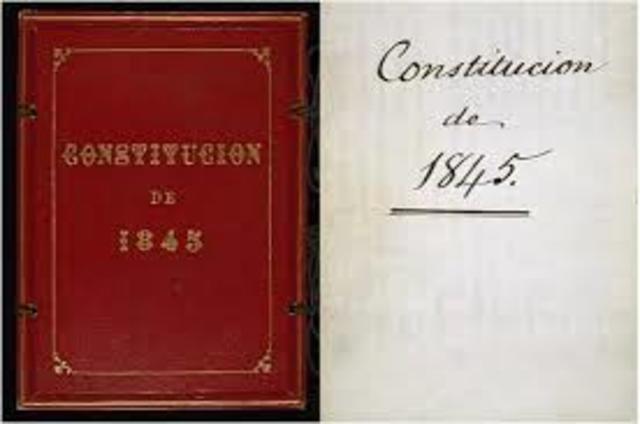 CONSTITUCION
DE
1845
Constitucion
de
1845.